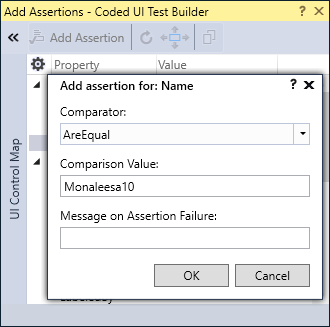 Add Assertions - Coded UI Test Builder
Add Assertion
Property Value
UI Control Map
Add assertion for: Name
Comparator:
AreEqual
Comparison Value:
Monaleesa10
Message on Assertion Failure:
OK Cancel